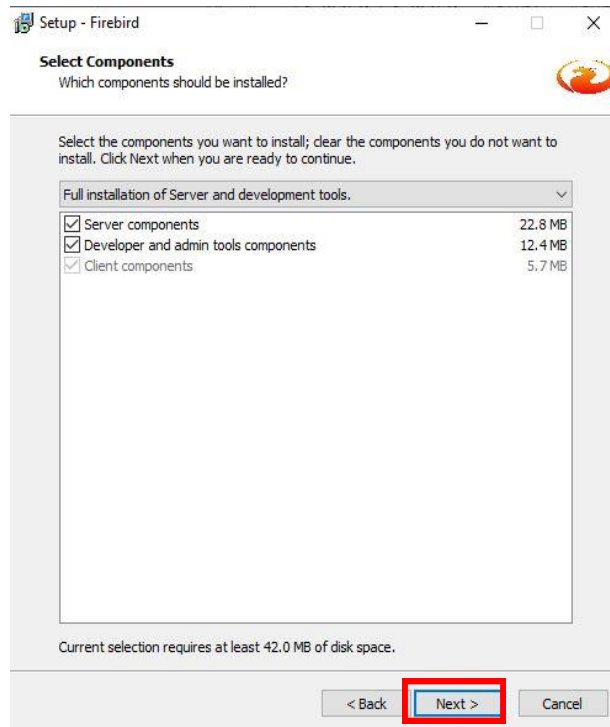 Setup - Firebird
Select Components
Which components should be installed?
Select the components you want to install; clear the components you do not want to
install. Click Next when you are ready to continue.
Full installation of Server and development tools.
Server components 22.8 MB
Developer and admin tools components 12.4 MB
Client components 5.7 MB
Current selection requires at least 42.0 MB of disk space.
< Back Next > Cancel